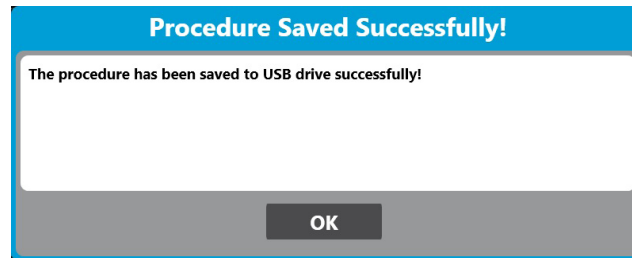 Procedure Saved Successfully!
The procedure has been saved to USB drive successfully!
OK